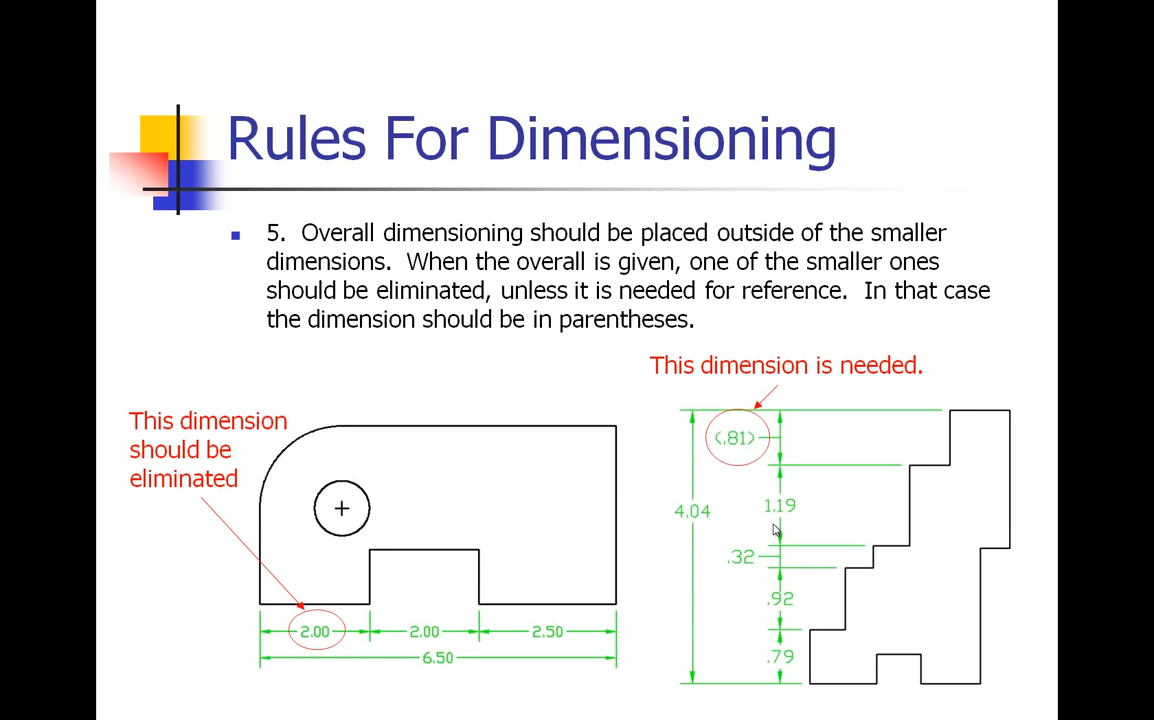 Rules For Dimensioning
5. Overall dimensioning should be placed outside of the smaller
dimensions. When the overall is given, one of the smaller ones
should be eliminated, unless it is needed for reference. In that case
the dimension should be in parentheses.
This dimension
should be
eliminated
2.00
2.00
2.50
6.50
This dimension is needed.
(.81)
1.19
4.04
.32
.92
.79